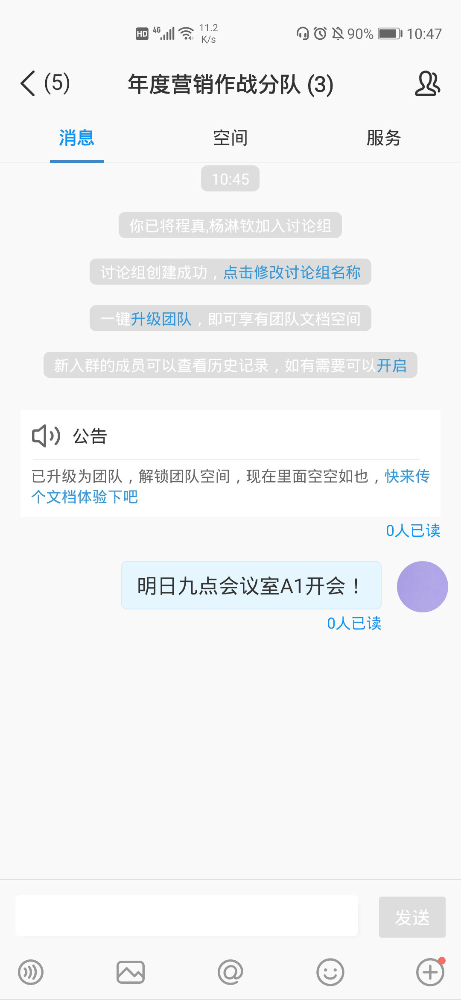 HD 4G 11.2 K/s 90% 10:47
(5) 年度营销作战分队 (3)
消息 空间 服务
10:45
你已将程真,杨淋钦加入讨论组
讨论组创建成功，点击修改讨论组名称
一键升级团队，即可享有团队文档空间
新入群的成员可以查看历史记录，如有需要可以开启
公告
已升级为团队，解锁团队空间，现在里面空空如也，快来传
个文档体验下吧
0人已读
明日九点会议室A1开会！
0人已读
发送